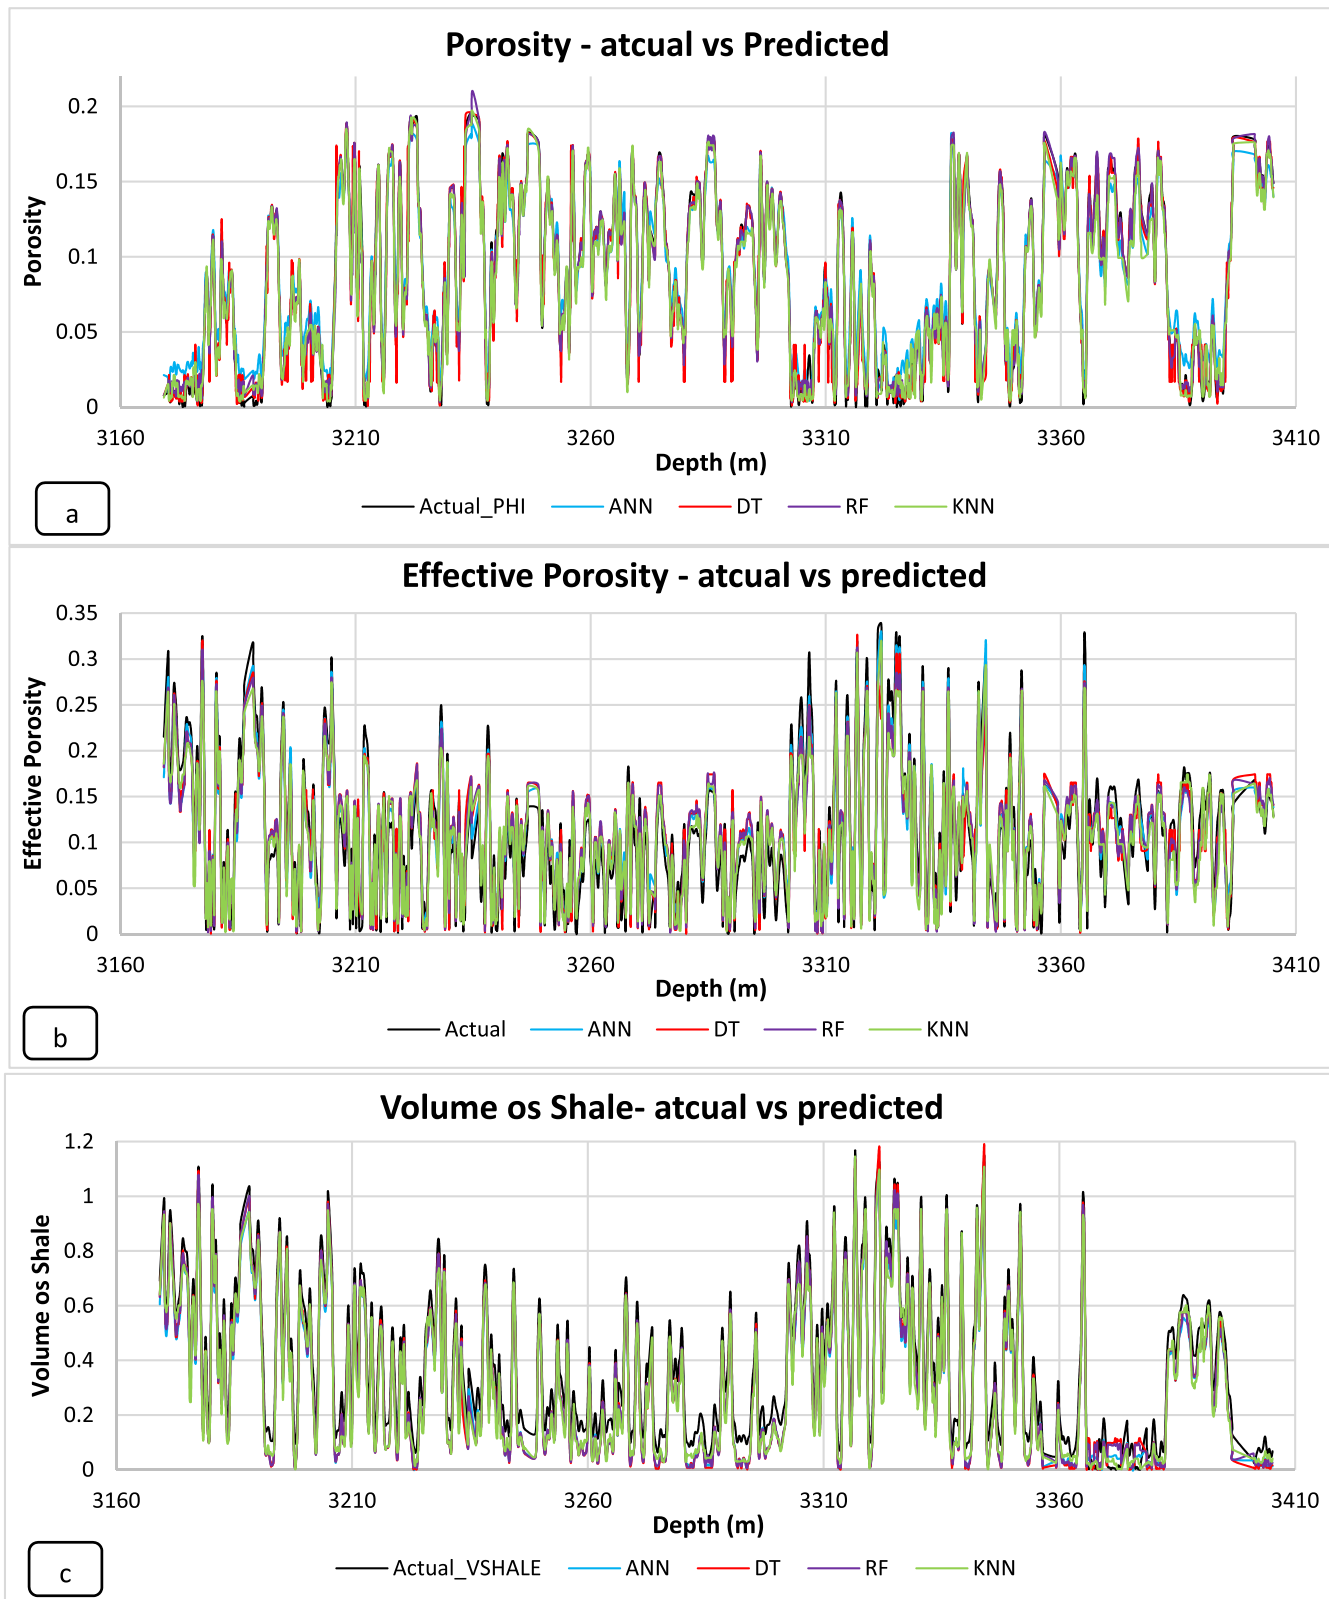 Porosity - atcual vs Predicted
Porosity
0.2
0.15
0.1
0.05
0
3160 3210 3260 3310 3360 3410
Depth (m)
Actual_PHI ANN DT RF KNN
a
Effective Porosity - atcual vs predicted
Effective Porosity
0.35
0.3
0.25
0.2
0.15
0.1
0.05
0
3160 3210 3260 3310 3360 3410
Depth (m)
Actual ANN DT RF KNN
b
Volume os Shale- atcual vs predicted
Volume os Shale
1.2
1
0.8
0.6
0.4
0.2
0
3160 3210 3260 3310 3360 3410
Depth (m)
Actual_VSHALE ANN DT RF KNN
c